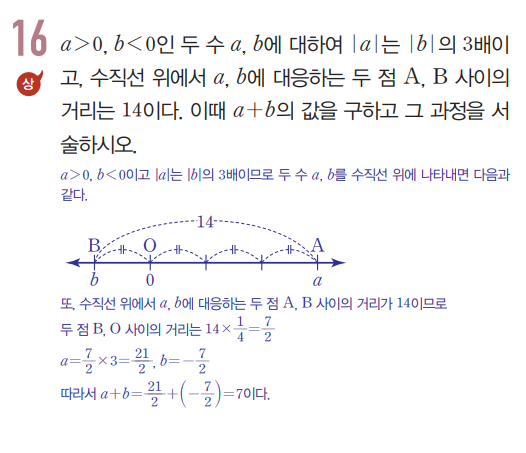 16 a>0, b<0인 두 수 a, b에 대하여 |a|는 |b|의 3배이
상 고, 수직선 위에서 a, b에 대응하는 두 점 A, B 사이의
거리는 14이다. 이때 a+b의 값을 구하고 그 과정을 서
술하시오.
a>0, b<0이고 |a|는 |b|의 3배이므로 두 수 a, b를 수직선 위에 나타내면 다음과
같다.
14
B O A
b 0 a
또, 수직선 위에서 a, b에 대응하는 두 점 A, B 사이의 거리가 14이므로
두 점 B, O 사이의 거리는 14×1/4=7/2
a=7/2×3=21/2, b=-7/2
따라서 a+b=21/2+(-7/2)=7이다.